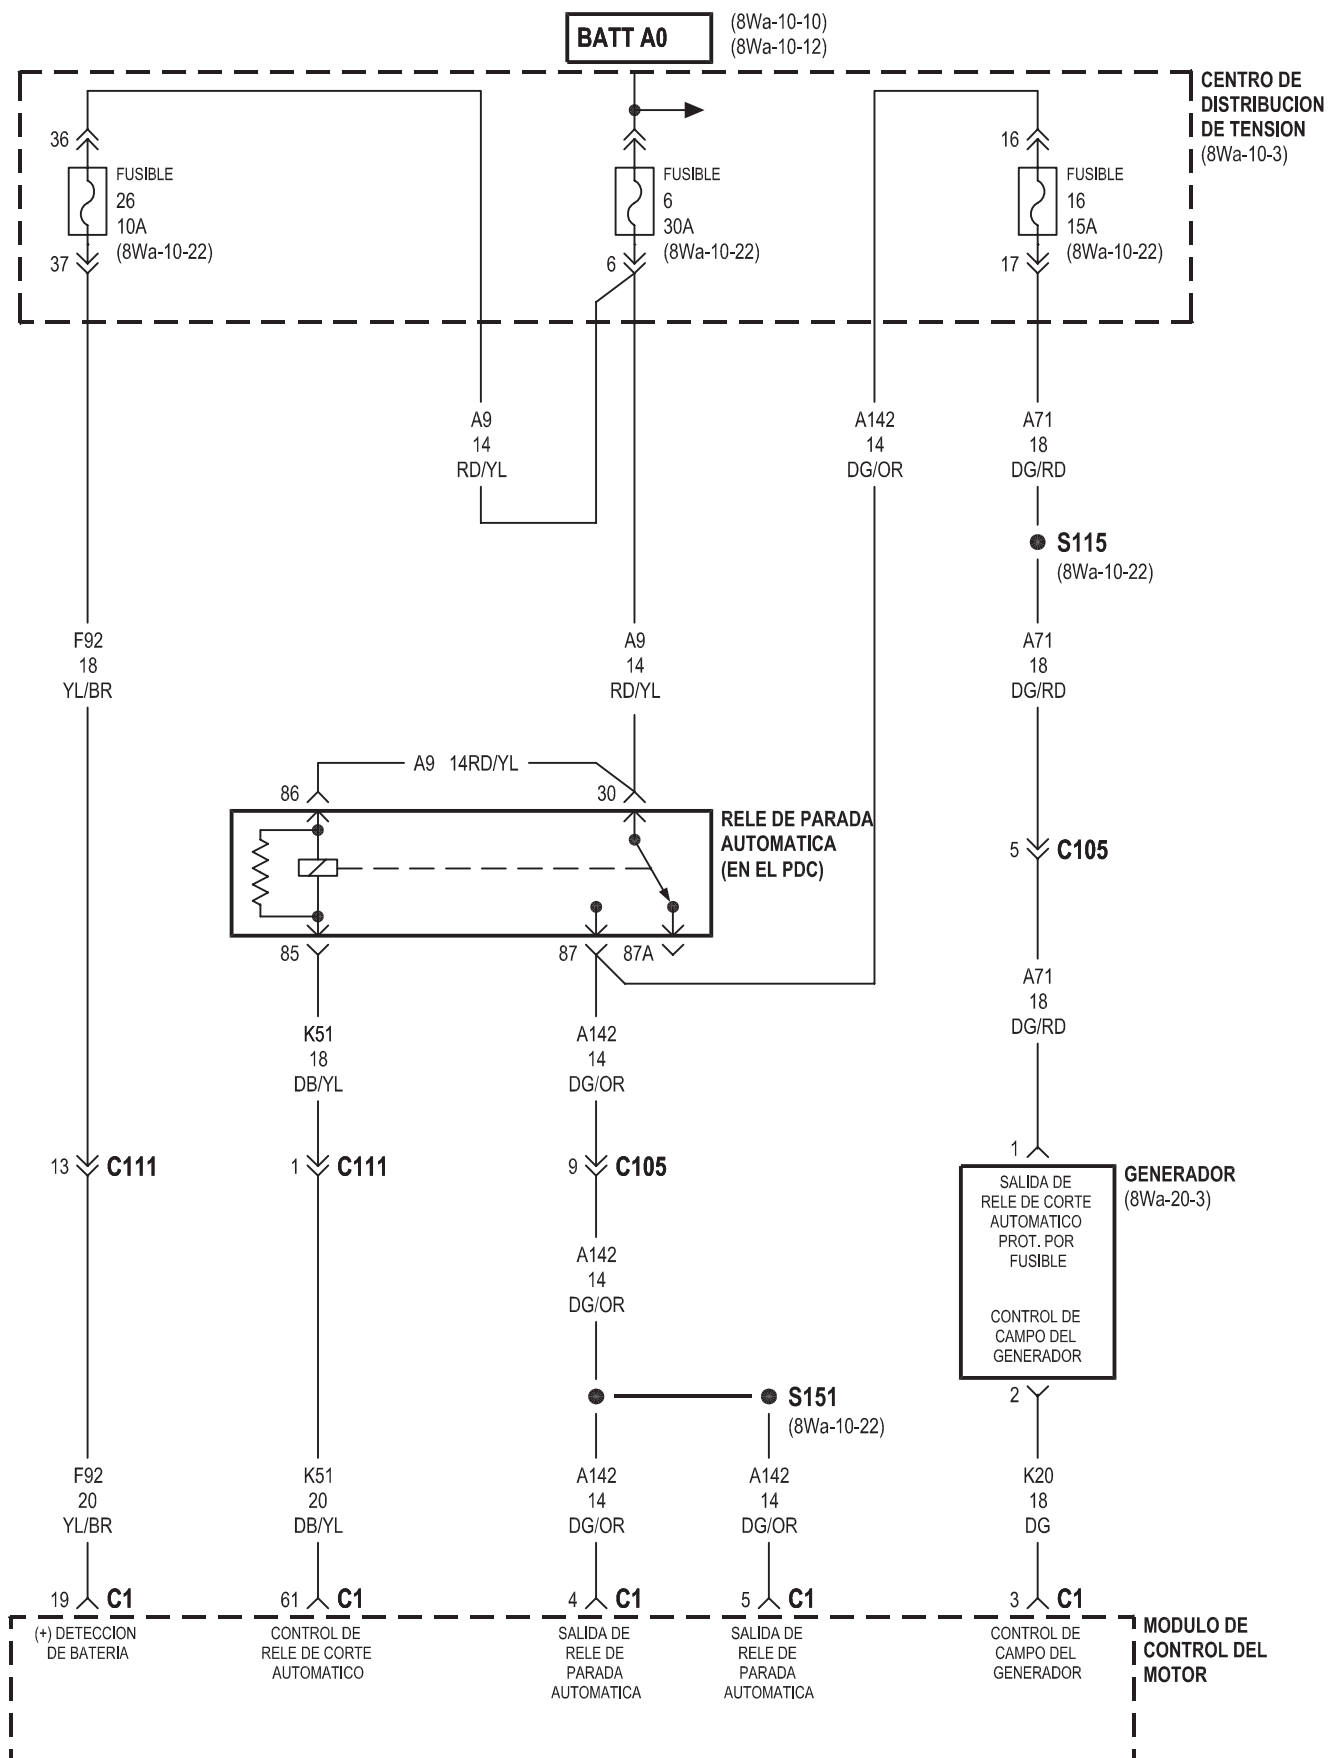 BATT A0
(8Wa-10-10)
(8Wa-10-12)
CENTRO DE
DISTRIBUCION
DE TENSION
(8Wa-10-3)
36
FUSIBLE
26
10A
(8Wa-10-22)
37
FUSIBLE
6
30A
(8Wa-10-22)
6
16
FUSIBLE
16
15A
(8Wa-10-22)
17
A9
14
RD/YL
A142
14
DG/OR
A71
18
DG/RD
S115
(8Wa-10-22)
F92
18
YL/BR
A9
14
RD/YL
A71
18
DG/RD
A9 14RD/YL
86
30
RELE DE PARADA
AUTOMATICA
(EN EL PDC)
5 C105
85
87
87A
K51
18
DB/YL
A142
14
DG/OR
A71
18
DG/RD
13 C111
1 C111
9 C105
1
GENERADOR
(8Wa-20-3)
SALIDA DE
RELE DE CORTE
AUTOMATICO
PROT. POR
FUSIBLE
CONTROL DE
CAMPO DEL
GENERADOR
2
A142
14
DG/OR
S151
(8Wa-10-22)
F92
20
YL/BR
K51
20
DB/YL
A142
14
DG/OR
A142
14
DG/OR
K20
18
DG
19 C1
61 C1
4 C1
5 C1
3 C1
(+) DETECCION
DE BATERIA
CONTROL DE
RELE DE CORTE
AUTOMATICO
SALIDA DE
RELE DE
PARADA
AUTOMATICA
SALIDA DE
RELE DE
PARADA
AUTOMATICA
CONTROL DE
CAMPO DEL
GENERADOR
MODULO DE
CONTROL DEL
MOTOR